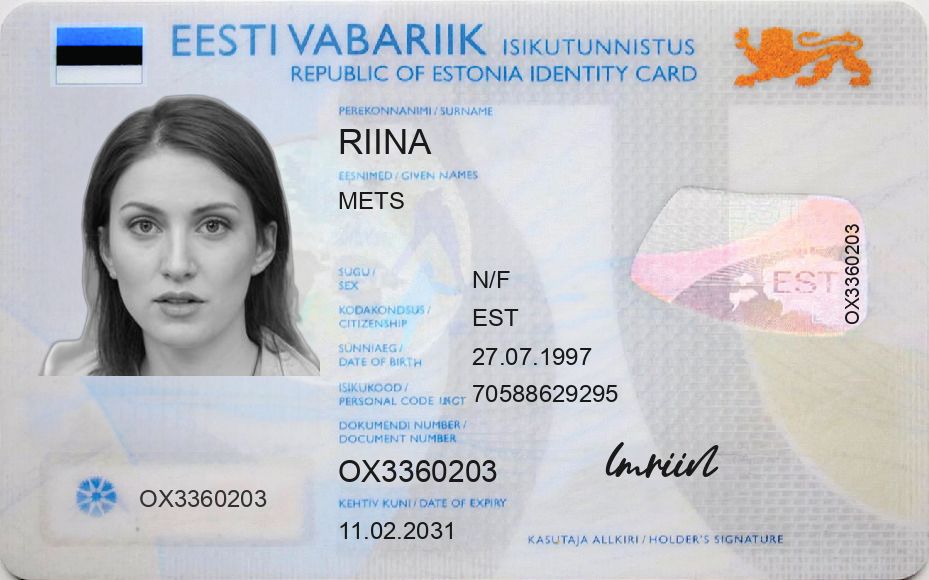 EESTI VABARIIK ISIKUTUNNISTUS
REPUBLIC OF ESTONIA IDENTITY CARD
PEREKONNANIMI / SURNAME
RIINA
EESNIMED / GIVEN NAMES
METS
SUGU /
SEX
N/F
KODAKONDSUS /
CITIZENSHIP
EST
SÜNNIAEG /
DATE OF BIRTH
27.07.1997
ISIKUKOOD /
PERSONAL CODE
70588629295
DOKUMENDI NUMBER /
DOCUMENT NUMBER
OX3360203
KEHTIV KUNI / DATE OF EXPIRY
11.02.2031
OX3360203
EST
OX3360203
KASUTAJA ALLKIRI / HOLDER'S SIGNATURE